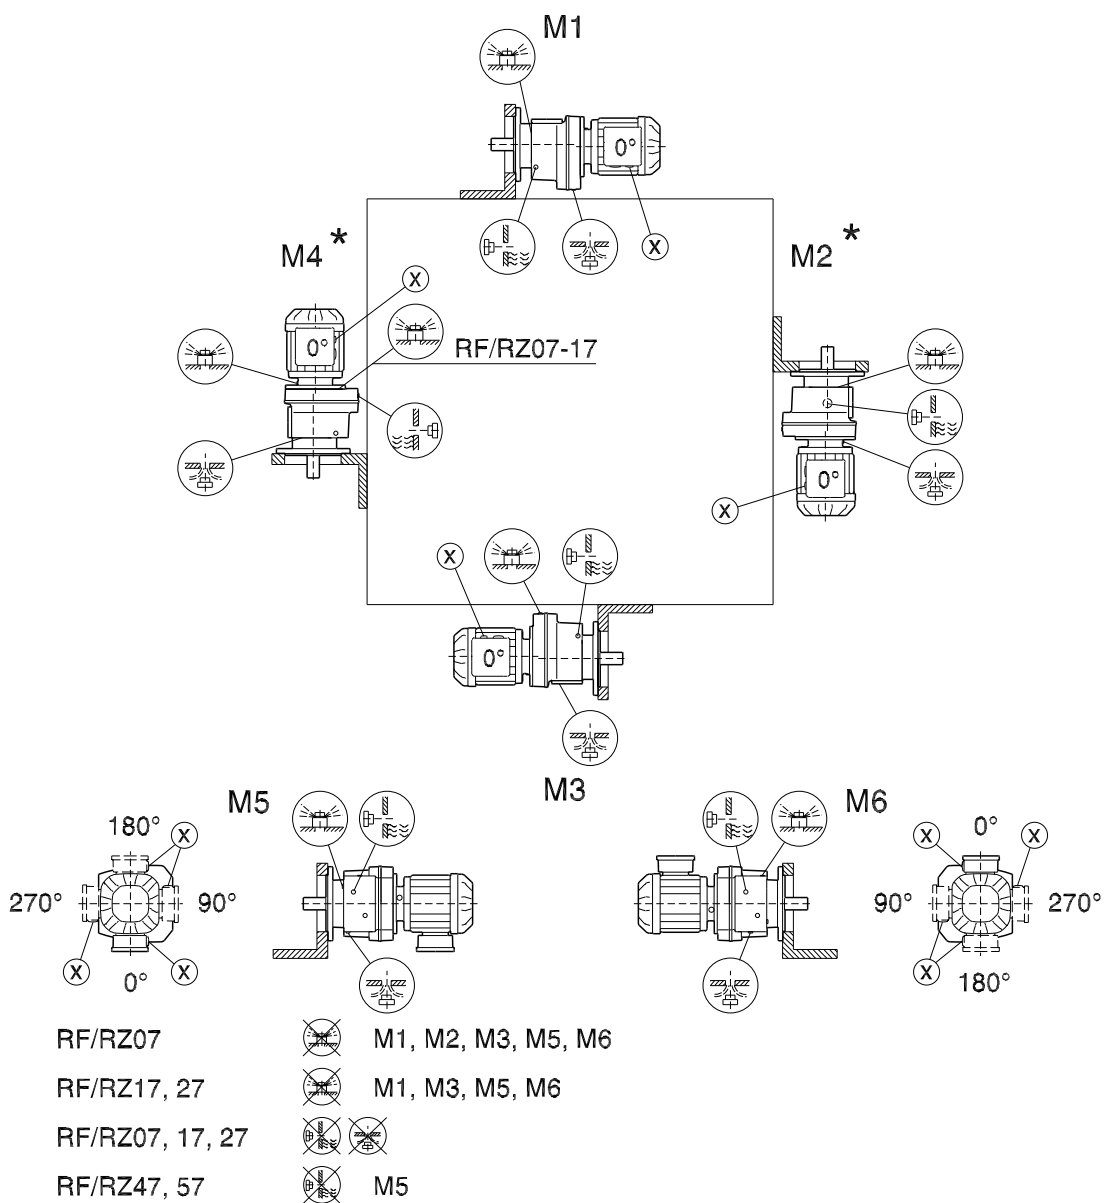 M1
0°
X
M4 *
M2 *
X
0°
RF/RZ07-17
X
0°
X
0°
M3
M5
M6
180°
X
270°
90°
X
X
0°
0°
X
X
90°
270°
X
180°
RF/RZ07 M1, M2, M3, M5, M6
RF/RZ17, 27 M1, M3, M5, M6
RF/RZ07, 17, 27
RF/RZ47, 57 M5